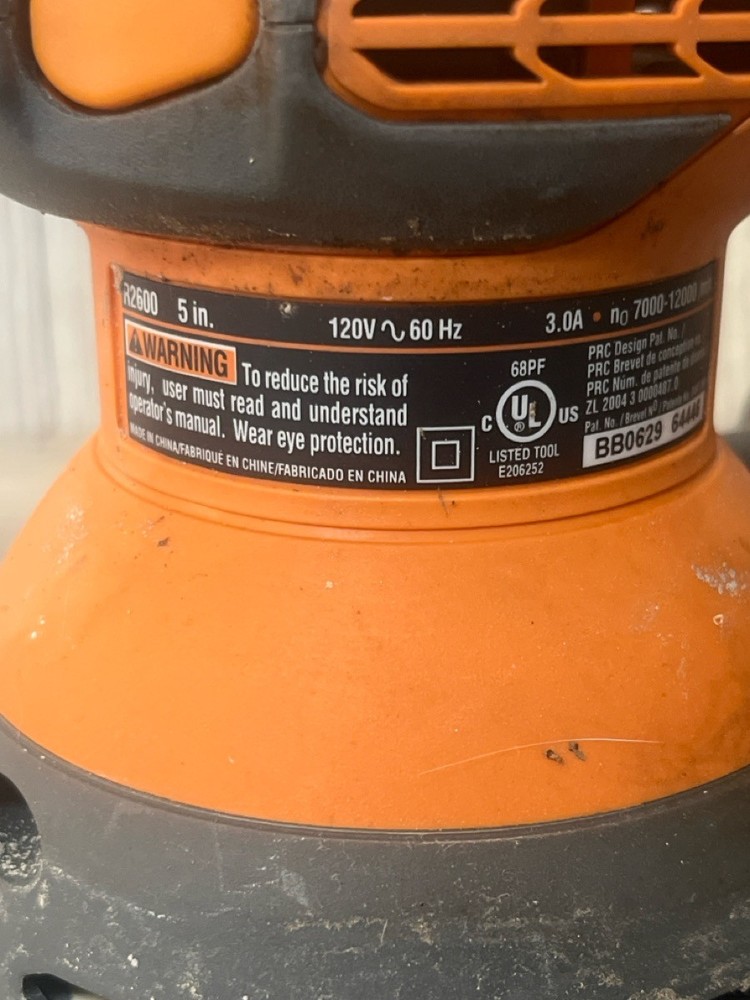 R2600 5 in.
120V ∿ 60 Hz
3.0A • n0 7000-12000
WARNING To reduce the risk of
injury, user must read and understand
operator's manual. Wear eye protection.
MADE IN CHINA/FABRIQUÉ EN CHINE/FABRICADO EN CHINA
68PF
C UL ® US
LISTED TOOL
E206252
PRC Design Pat. No. /
PRC Brevet de conception
PRC Núm. de patente de
ZL 2004 3 0000487.0
Pat. No. / Brevet No /
BB0629